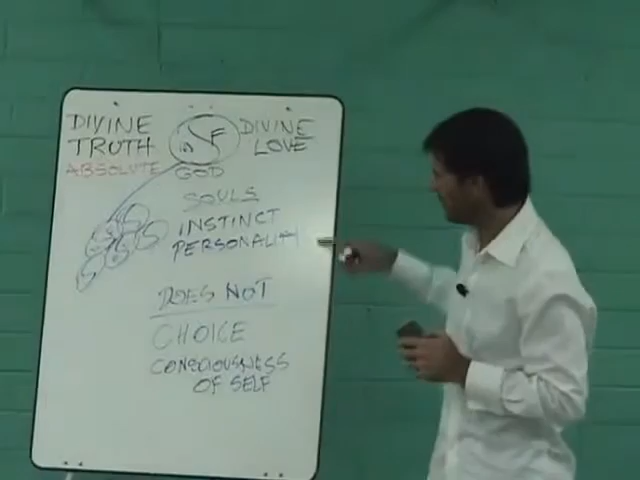 DIVINE
TRUTH
ABSOLUTE
DIVINE
LOVE
GOD
SOULS
INSTINCT
PERSONALITY
DOES NOT
CHOICE
CONSCIOUSNESS
OF SELF